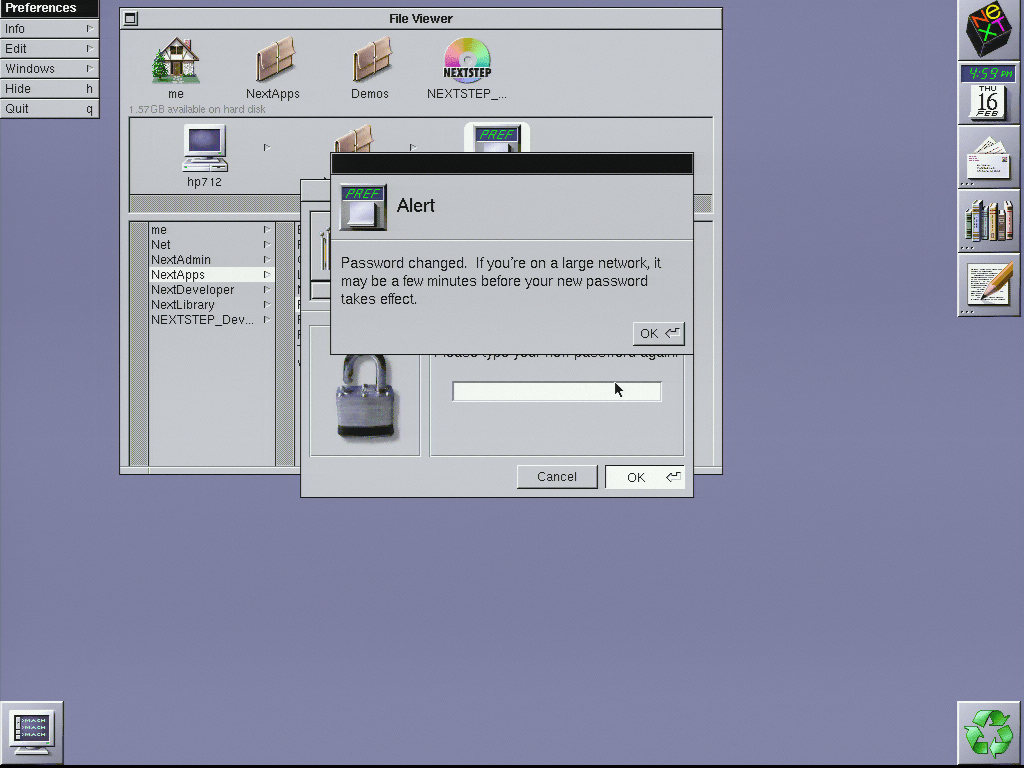 Preferences
Info
Edit
Windows
Hide h
Quit q
File Viewer
me
NextApps
Demos
NEXTSTEP
NEXTSTEP_...
1.57GB available on hard disk
hp712
PREF
me
Net
NextAdmin
NextApps
NextDeveloper
NextLibrary
NEXTSTEP_Dev...
PREF
Alert
Password changed. If you're on a large network, it
may be a few minutes before your new password
takes effect.
OK
Please type your new password again.
Cancel
OK
NeXT
4:59 PM
THU
16
FEB
MACH
MACH
MACH